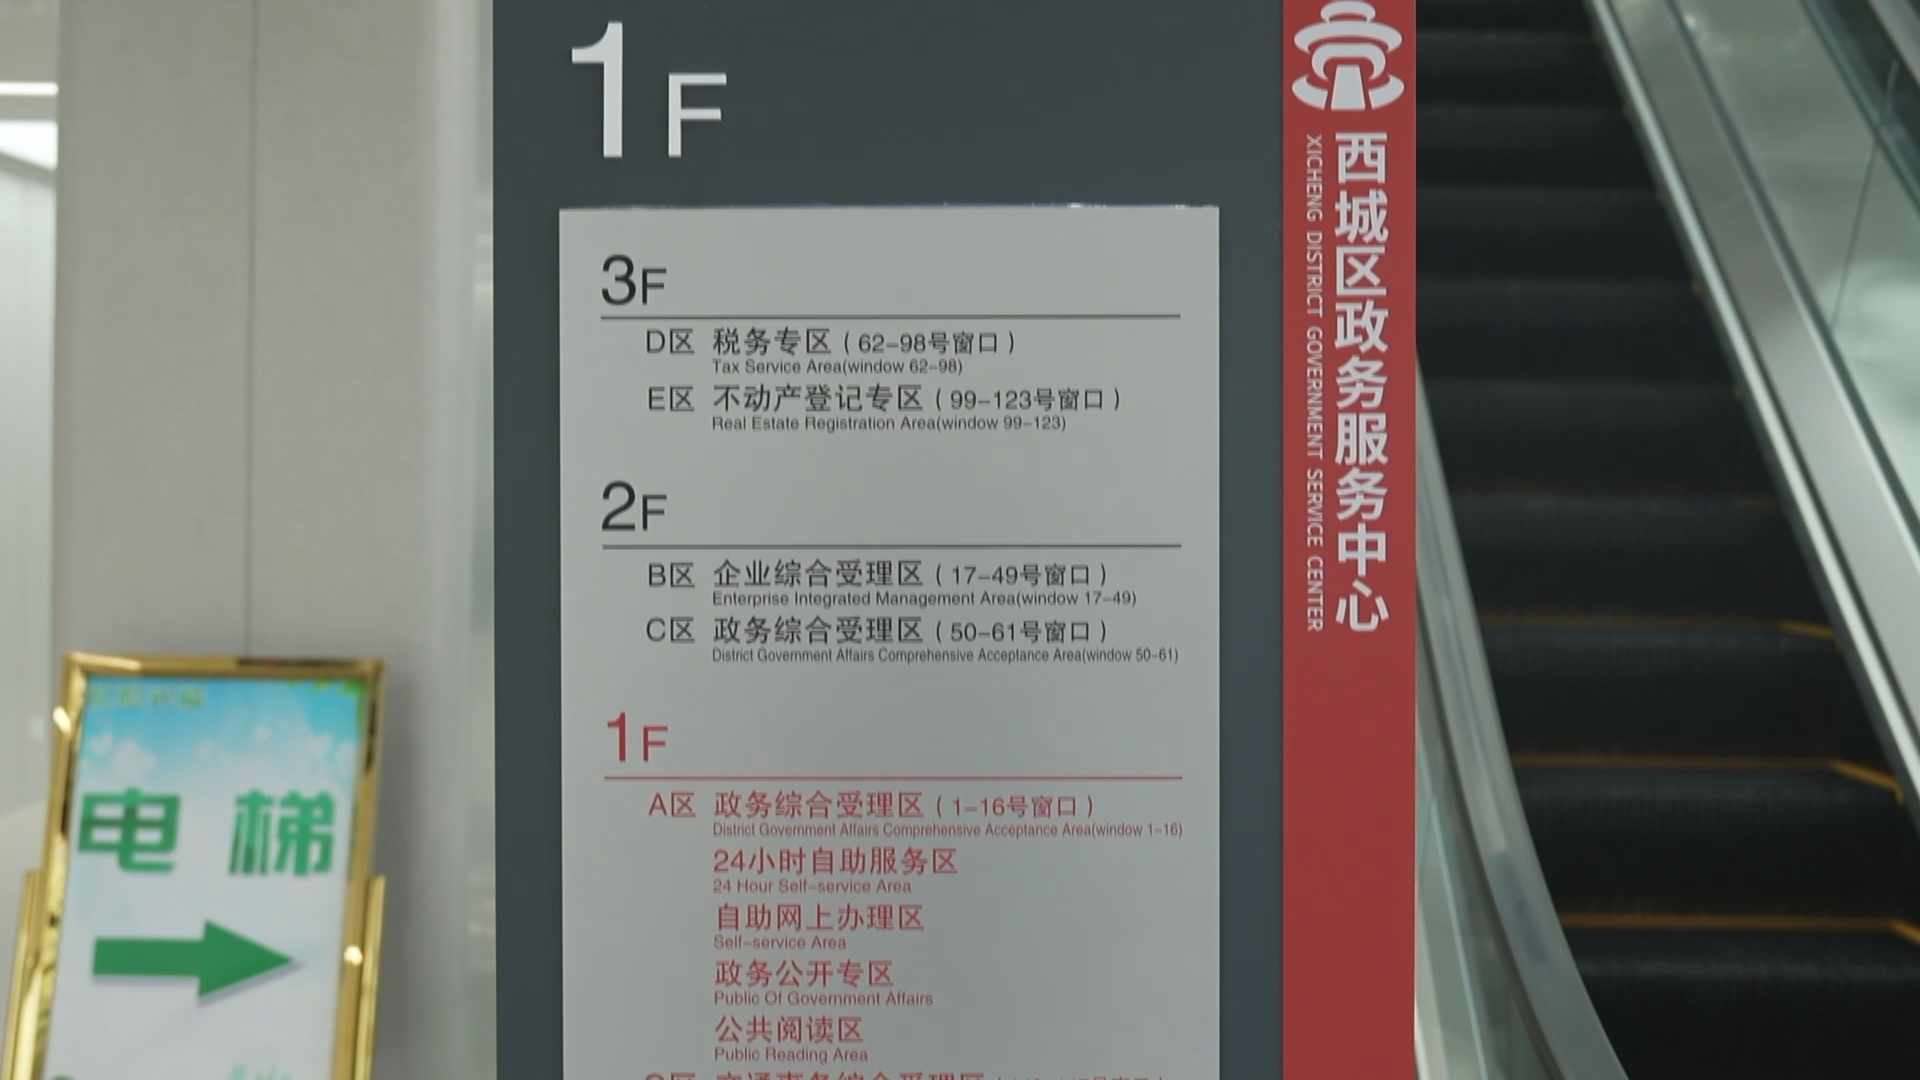 1F
3F
D区 税务专区（62-98号窗口）
Tax Service Area(window 62-98)
E区 不动产登记专区（99-123号窗口）
Real Estate Registration Area(window 99-123)
2F
B区 企业综合受理区（17-49号窗口）
Enterprise Integrated Management Area(window 17-49)
C区 政务综合受理区（50-61号窗口）
District Government Affairs Comprehensive Acceptance Area(window 50-61)
1F
A区 政务综合受理区（1-16号窗口）
District Government Affairs Comprehensive Acceptance Area(window 1-16)
24小时自助服务区
24 Hour Self-service Area
自助网上办理区
Self-service Area
政务公开专区
Public Of Government Affairs
公共阅读区
Public Reading Area
西城区政务服务中心
XICHENG DISTRICT GOVERNMENT SERVICE CENTER
电梯